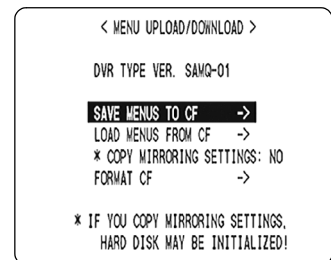 < MENU UPLOAD/DOWNLOAD >
DVR TYPE VER. SAMQ-01
SAVE MENUS TO CF ->
LOAD MENUS FROM CF ->
* COPY MIRRORING SETTINGS: NO
FORMAT CF ->
* IF YOU COPY MIRRORING SETTINGS,
HARD DISK MAY BE INITIALIZED!